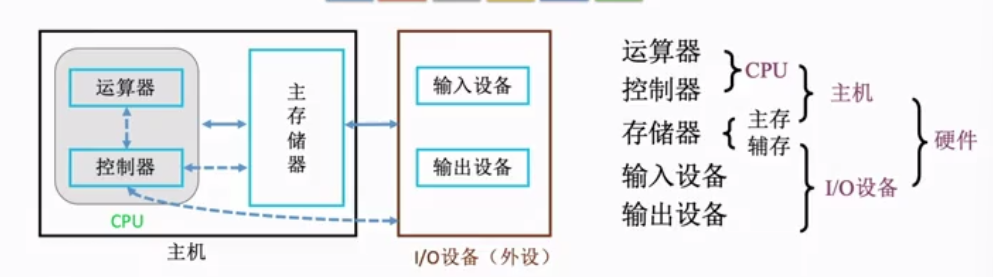 运算器
控制器
CPU
主存储器
主机
输入设备
输出设备
I/O设备（外设）
运算器
控制器
CPU
存储器
主存
辅存
主机
输入设备
输出设备
I/O设备
硬件